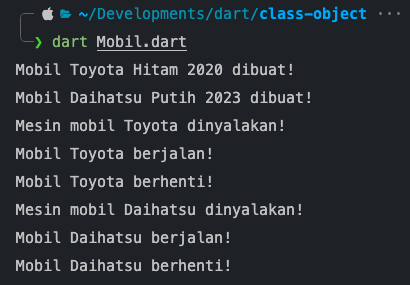 ~/Developments/dart/class-object ···
❯ dart Mobil.dart
Mobil Toyota Hitam 2020 dibuat!
Mobil Daihatsu Putih 2023 dibuat!
Mesin mobil Toyota dinyalakan!
Mobil Toyota berjalan!
Mobil Toyota berhenti!
Mesin mobil Daihatsu dinyalakan!
Mobil Daihatsu berjalan!
Mobil Daihatsu berhenti!